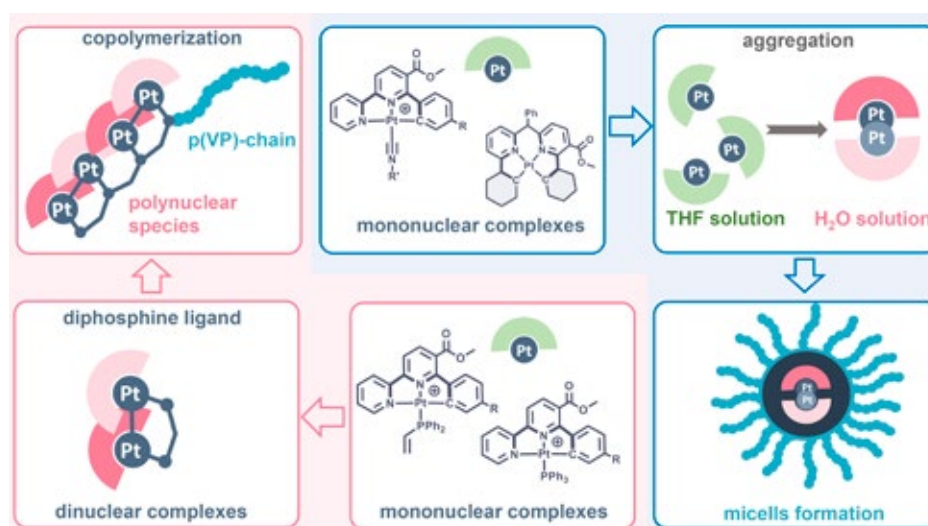 copolymerization
Pt
Pt
Pt
Pt
p(VP)-chain
polynuclear
species
Pt
O
O
N
N
Pt
C
R
C
N
R'
Ph
N
N
Pt
C
C
O
O
mononuclear complexes
aggregation
Pt
Pt
Pt
Pt
Pt
THF solution
H₂O solution
diphosphine ligand
Pt
Pt
dinuclear complexes
Pt
O
O
N
⊕
N
Pt
C
R
PPh₂
O
O
N
⊕
N
Pt
C
R
PPh₃
mononuclear complexes
Pt
Pt
micells formation